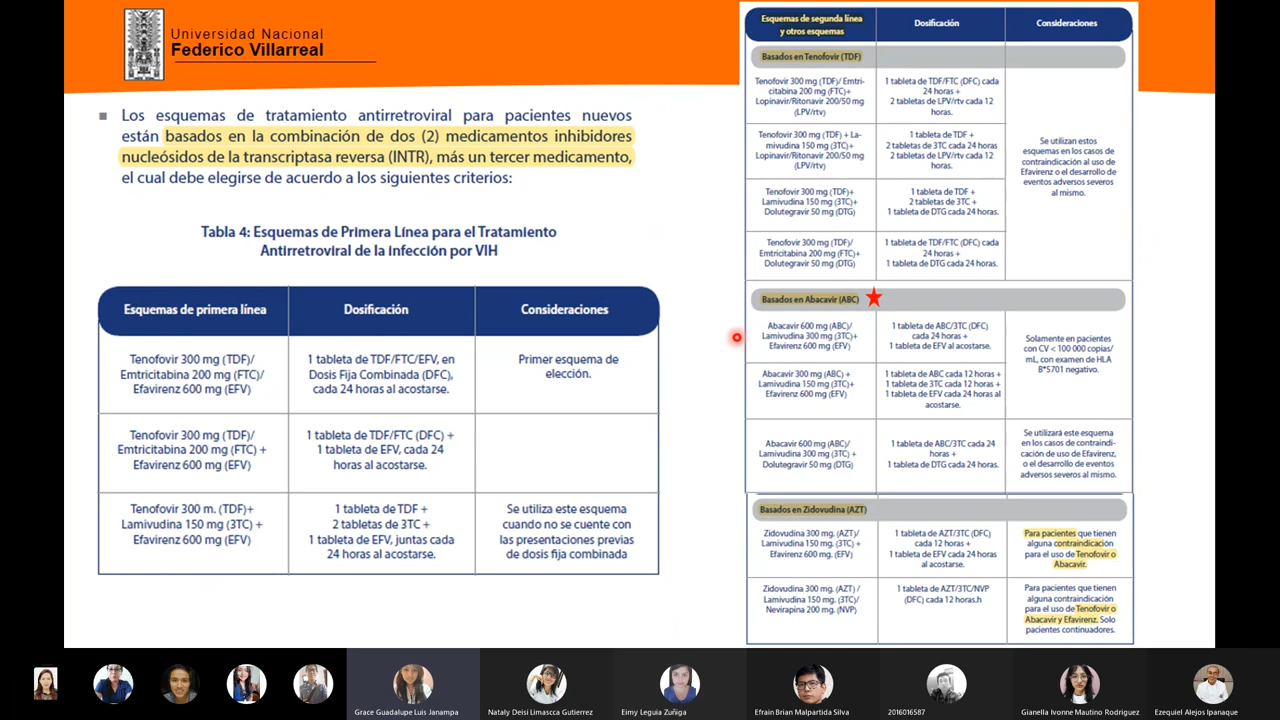 Universidad Nacional
Federico Villarreal
Los esquemas de tratamiento antirretroviral para pacientes nuevos
están basados en la combinación de dos (2) medicamentos inhibidores
nucleósidos de la transcriptasa reversa (INTR), más un tercer medicamento,
el cual debe elegirse de acuerdo a los siguientes criterios:
Tabla 4: Esquemas de Primera Línea para el Tratamiento
Antirretroviral de la infección por VIH
Esquemas de primera línea
Dosificación
Consideraciones
Tenofovir 300 mg (TDF)/
Emtricitabina 200 mg (FTC)/
Efavirenz 600 mg (EFV)
1 tableta de TDF/FTC/EFV, en
Dosis Fija Combinada (DFC),
cada 24 horas al acostarse.
Primer esquema de
elección.
Tenofovir 300 mg (TDF)/
Emtricitabina 200 mg (FTC) +
Efavirenz 600 mg (EFV)
1 tableta de TDF/FTC (DFC) +
1 tableta de EFV, cada 24
horas al acostarse.
Tenofovir 300 m. (TDF)+
Lamivudina 150 mg (3TC) +
Efavirenz 600 mg (EFV)
1 tableta de TDF +
2 tabletas de 3TC +
1 tableta de EFV, juntas cada
24 horas al acostarse.
Se utiliza este esquema
cuando no se cuente con
las presentaciones previas
de dosis fija combinada
Esquemas de segunda línea
y otros esquemas
Dosificación
Consideraciones
Basados en Tenofovir (TDF)
Tenofovir 300 mg (TDF)/ Emtri-
citabina 200 mg (FTC)+
Lopinavir/Ritonavir 200/50 mg
(LPV/rtv)
1 tableta de TDF/FTC (DFC) cada
24 horas +
2 tabletas de LPV/rtv cada 12
horas.
Se utilizan estos
esquemas en los casos de
contraindicación al uso de
Efavirenz o el desarrollo de
eventos adversos severos
al mismo.
Tenofovir 300 mg (TDF) + La-
mivudina 150 mg (3TC)+
Lopinavir/Ritonavir 200/50 mg
(LPV/rtv)
1 tableta de TDF +
2 tabletas de 3TC cada 24 horas
2 tabletas de LPV/rtv cada 12
horas.
Tenofovir 300 mg (TDF)+
Lamivudina 150 mg (3TC)+
Dolutegravir 50 mg (DTG)
1 tableta de TDF +
2 tabletas de 3TC +
1 tableta de DTG cada 24 horas.
Tenofovir 300 mg (TDF)/
Emtricitabina 200 mg (FTC)+
Dolutegravir 50 mg (DTG)
1 tableta de TDF/FTC (DFC) cada
24 horas +
1 tableta de DTG cada 24 horas.
Basados en Abacavir (ABC)
Abacavir 600 mg (ABC)/
Lamivudina 300 mg (3TC)+
Efavirenz 600 mg (EFV)
1 tableta de ABC/3TC (DFC)
cada 24 horas +
1 tableta de EFV al acostarse.
Solamente en pacientes
con CV < 100 000 copias/
mL, con examen de HLA
B*5701 negativo.
Abacavir 300 mg (ABC) +
Lamivudina 150 mg (3TC)+
Efavirenz 600 mg (EFV)
1 tableta de ABC cada 12 horas +
1 tableta de 3TC cada 12 horas +
1 tableta de EFV cada 24 horas al
acostarse.
Abacavir 600 mg (ABC)/
Lamivudina 300 mg (3TC) +
Dolutegravir 50 mg (DTG)
1 tableta de ABC/3TC cada 24
horas +
1 tableta de DTG cada 24 horas.
Se utilizará este esquema
en los casos de contraindi-
cación de uso de Efavirenz,
o el desarrollo de eventos
adversos severos al mismo.
Basados en Zidovudina (AZT)
Zidovudina 300 mg. (AZT)/
Lamivudina 150 mg. (3TC) +
Efavirenz 600 mg. (EFV)
1 tableta de AZT/3TC (DFC)
cada 12 horas +
1 tableta de EFV cada 24 horas
al acostarse.
Para pacientes que tienen
alguna contraindicación
para el uso de Tenofovir o
Abacavir.
Zidovudina 300 mg. (AZT) /
Lamivudina 150 mg. (3TC)/
Nevirapina 200 mg. (NVP)
1 tableta de AZT/3TC/NVP
(DFC) cada 12 horas.h
Para pacientes que tienen
alguna contraindicación
para el uso de Tenofovir o
Abacavir y Efavirenz. Solo
pacientes continuadores.
Grace Guadalupe Luis Janampa
Nataly Deisi Limascca Gutierrez
Eimy Leguia Zuñiga
Efrain Brian Malpartida Silva
2016016587
Gianella Ivonne Mautino Rodriguez
Ezequiel Alejos Ipanaque